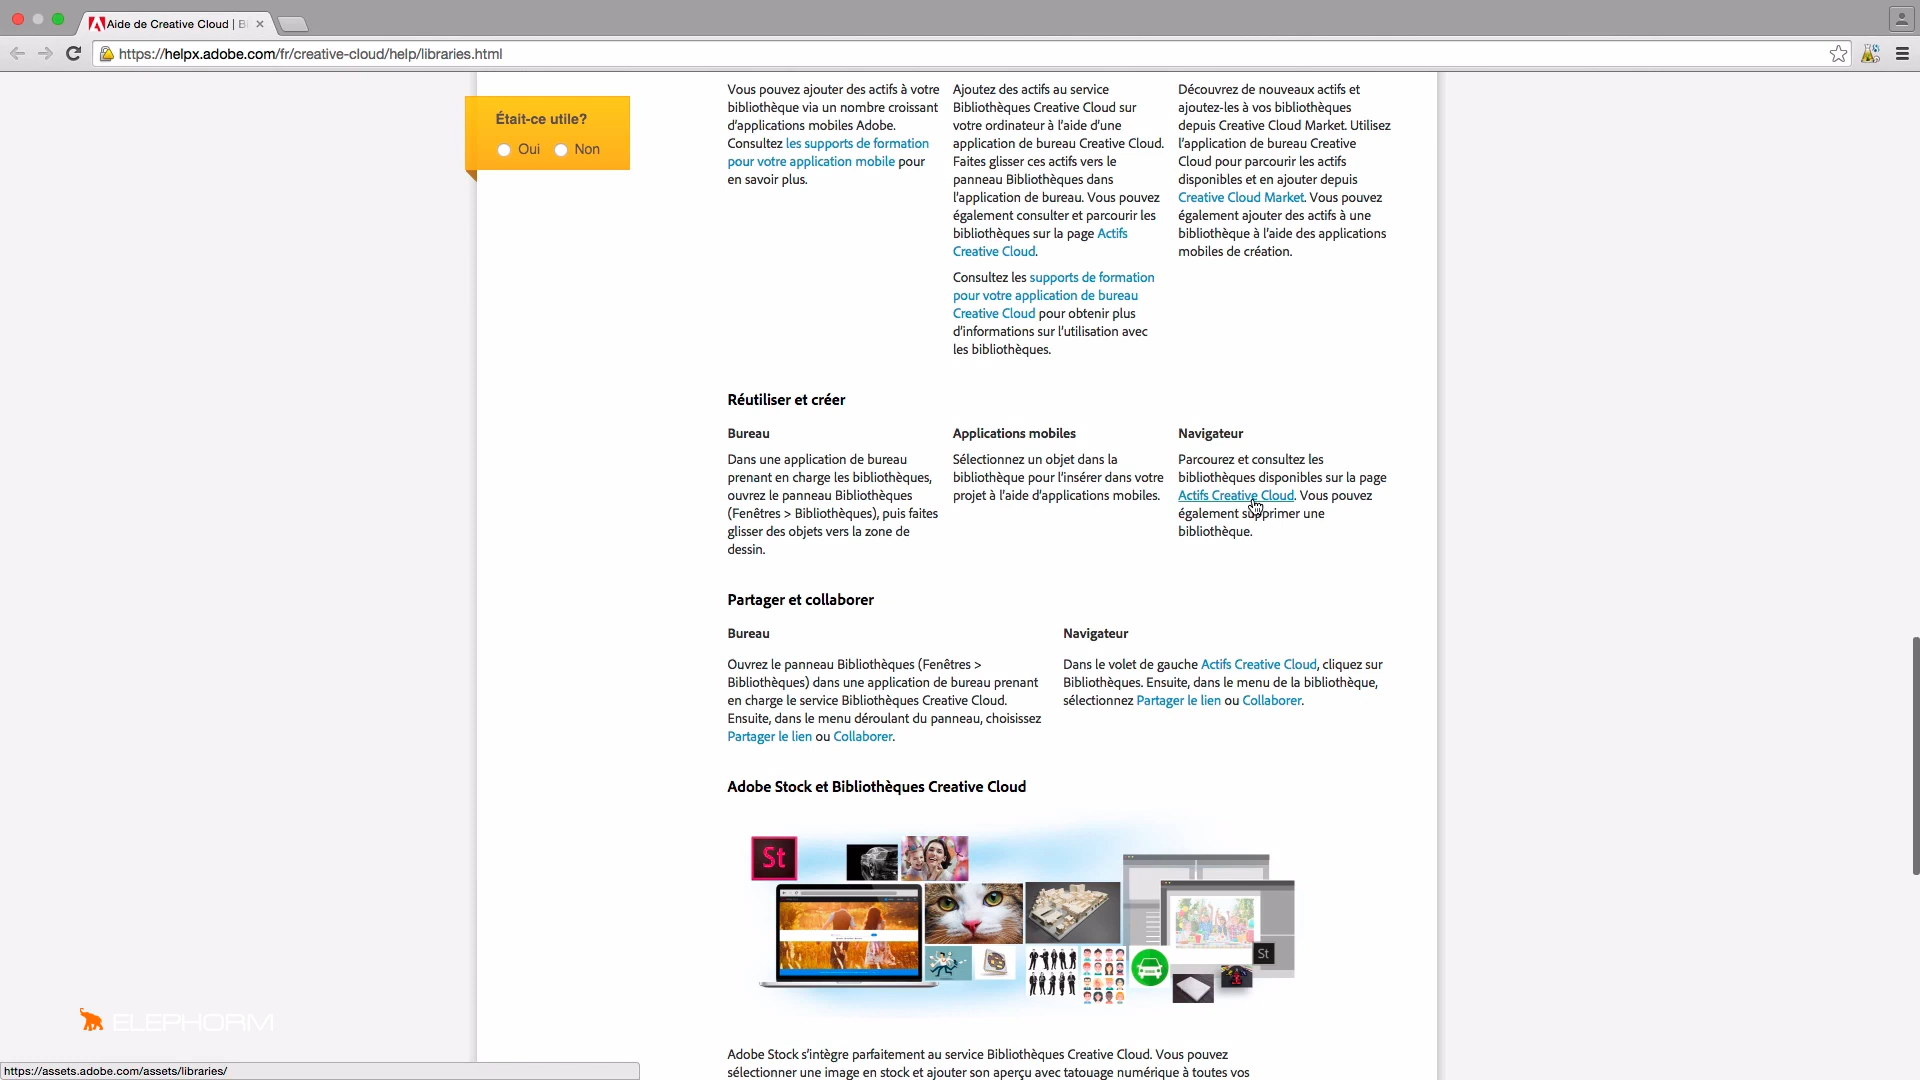 Aide de Creative Cloud | B
https://helpx.adobe.com/fr/creative-cloud/help/libraries.html
Était-ce utile?
Oui Non
Vous pouvez ajouter des actifs à votre
bibliothèque via un nombre croissant
d'applications mobiles Adobe.
Consultez les supports de formation
pour votre application mobile pour
en savoir plus.
Ajoutez des actifs au service
Bibliothèques Creative Cloud sur
votre ordinateur à l'aide d'une
application de bureau Creative Cloud.
Faites glisser ces actifs vers le
panneau Bibliothèques dans
l'application de bureau. Vous pouvez
également consulter et parcourir les
bibliothèques sur la page Actifs
Creative Cloud.
Consultez les supports de formation
pour votre application de bureau
Creative Cloud pour obtenir plus
d'informations sur l'utilisation avec
les bibliothèques.
Découvrez de nouveaux actifs et
ajoutez-les à vos bibliothèques
depuis Creative Cloud Market. Utilisez
l'application de bureau Creative
Cloud pour parcourir les actifs
disponibles et en ajouter depuis
Creative Cloud Market. Vous pouvez
également ajouter des actifs à une
bibliothèque à l'aide des applications
mobiles de création.
Réutiliser et créer
Bureau
Dans une application de bureau
prenant en charge les bibliothèques,
ouvrez le panneau Bibliothèques
(Fenêtres > Bibliothèques), puis faites
glisser des objets vers la zone de
dessin.
Applications mobiles
Sélectionnez un objet dans la
bibliothèque pour l'insérer dans votre
projet à l'aide d'applications mobiles.
Navigateur
Parcourez et consultez les
bibliothèques disponibles sur la page
Actifs Creative Cloud. Vous pouvez
également supprimer une
bibliothèque.
Partager et collaborer
Bureau
Ouvrez le panneau Bibliothèques (Fenêtres >
Bibliothèques) dans une application de bureau prenant
en charge le service Bibliothèques Creative Cloud.
Ensuite, dans le menu déroulant du panneau, choisissez
Partager le lien ou Collaborer.
Navigateur
Dans le volet de gauche Actifs Creative Cloud, cliquez sur
Bibliothèques. Ensuite, dans le menu de la bibliothèque,
sélectionnez Partager le lien ou Collaborer.
Adobe Stock et Bibliothèques Creative Cloud
St
St
ELEPHORM
Adobe Stock s'intègre parfaitement au service Bibliothèques Creative Cloud. Vous pouvez
sélectionner une image en stock et ajouter son aperçu avec tatouage numérique à toutes vos
https://assets.adobe.com/assets/libraries/